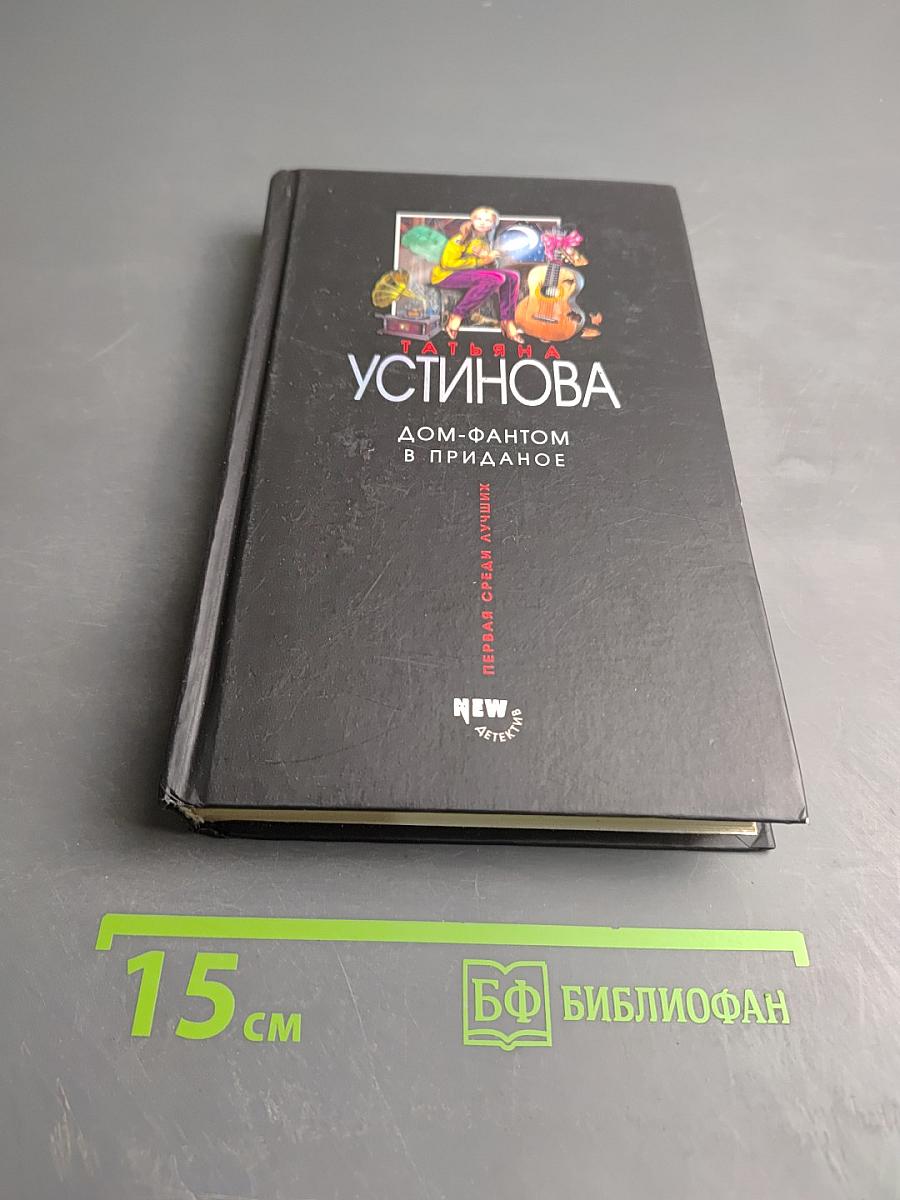 ТАТЬЯНА
УСТИНОВА
ДОМ-ФАНТОМ
В ПРИДАНОЕ
ПЕРВАЯ СРЕДИ ЛУЧШИХ
NEW
ДЕТЕКТИВ
15 см
БФ БИБЛИОФАН